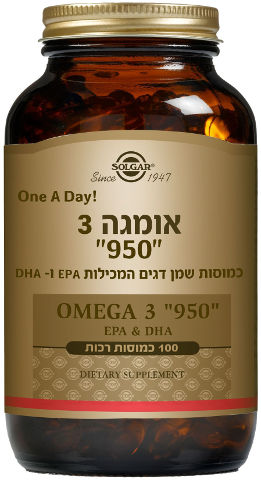 SOLGAR®
Since 1947
One A Day!
אומגה 3
"950"
כמוסות שמן דגים המכילות EPA ו- DHA
OMEGA 3 "950"
EPA & DHA
100 כמוסות רכות
DIETARY SUPPLEMENT